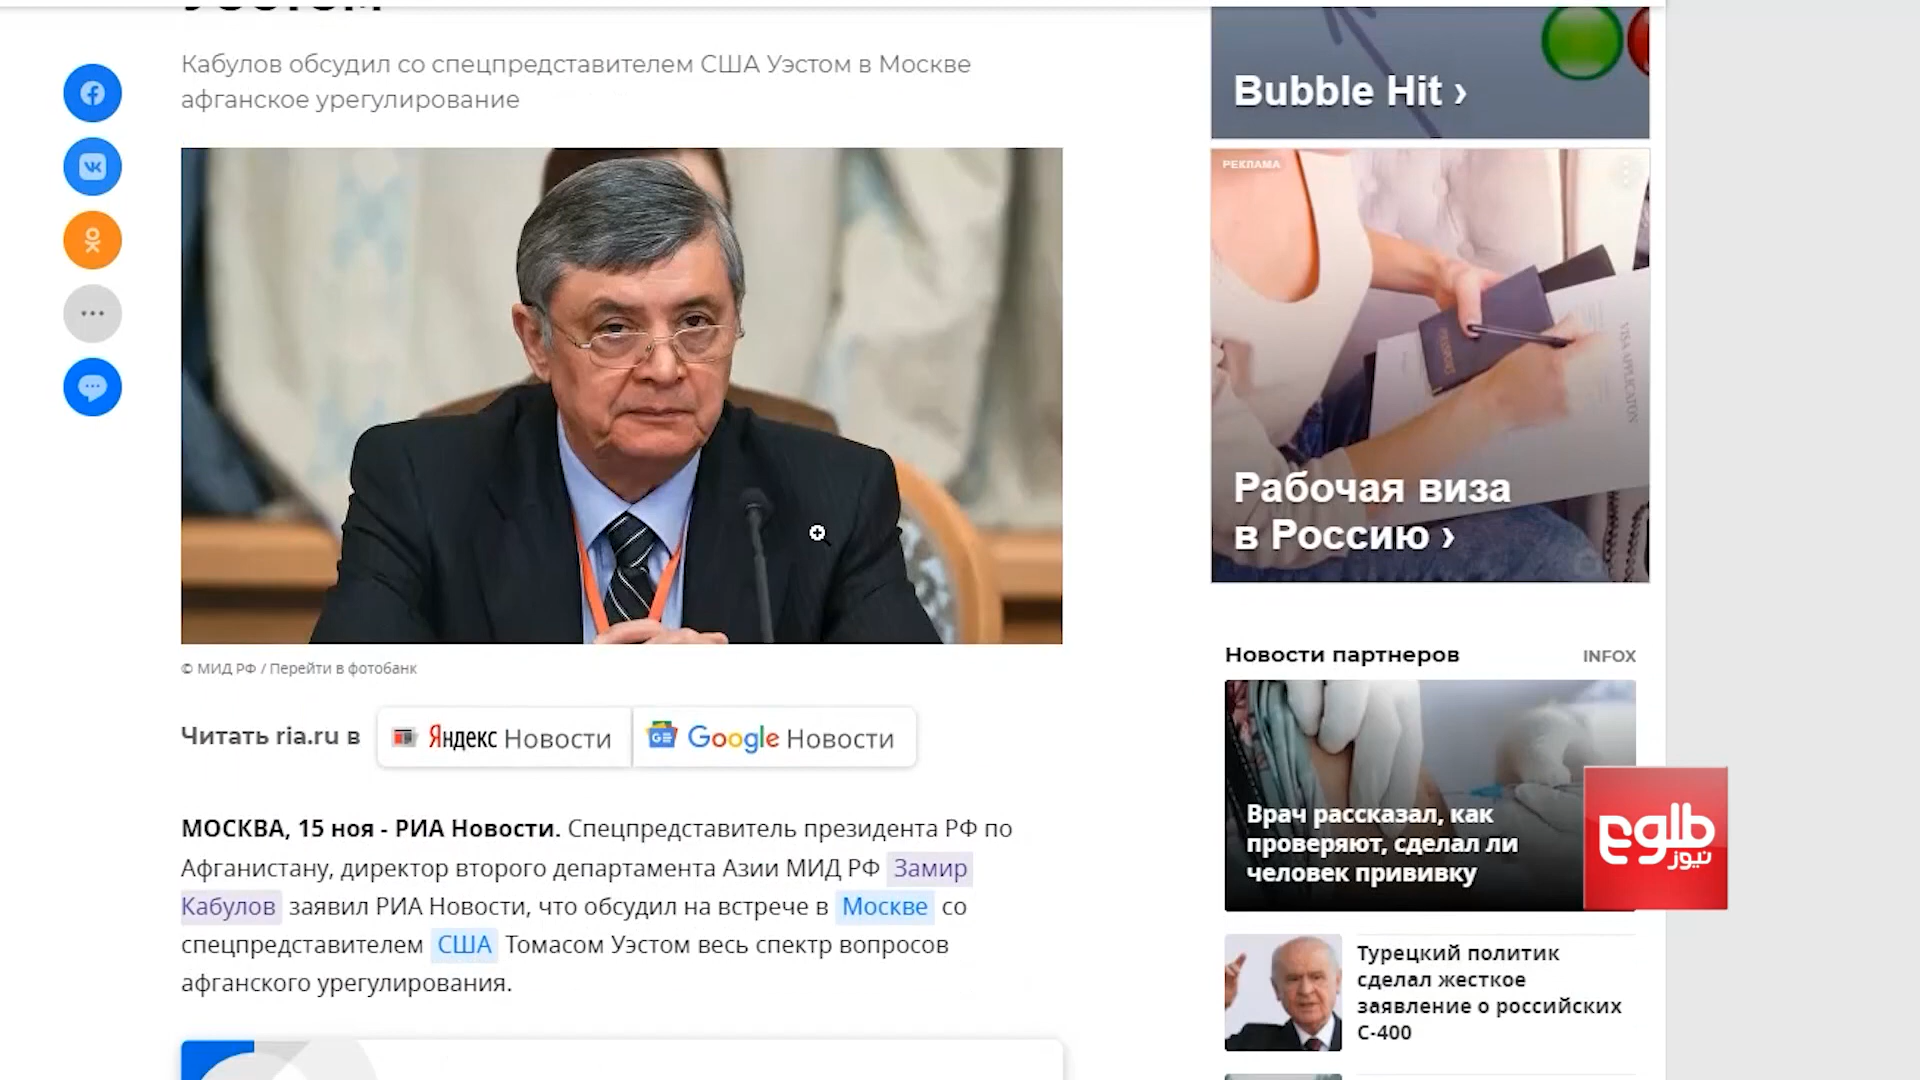 Кабулов обсудил со спецпредставителем США Уэстом в Москве
афганское урегулирование
© МИД РФ / Перейти в фотобанк
Читать ria.ru в
Яндекс Новости
Google Новости
МОСКВА, 15 ноя - РИА Новости. Спецпредставитель президента РФ по
Афганистану, директор второго департамента Азии МИД РФ Замир
Кабулов заявил РИА Новости, что обсудил на встрече в Москве со
спецпредставителем США Томасом Уэстом весь спектр вопросов
афганского урегулирования.
Bubble Hit ›
РЕКЛАМА
PASSPORT
Рабочая виза
в Россию ›
Новости партнеров
INFOX
Врач рассказал, как
проверяют, сделал ли
человек прививку
طلوع
نیوز
Турецкий политик
сделал жесткое
заявление о российских
С-400